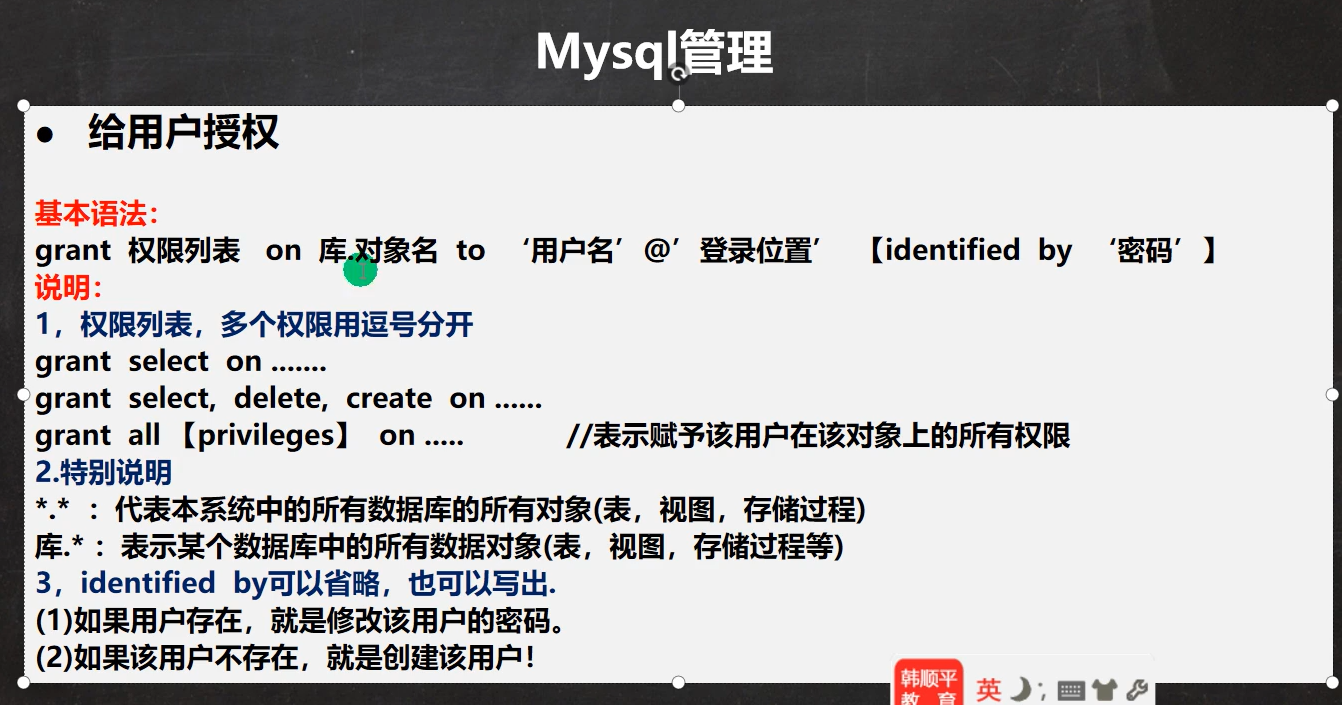 Mysql管理
● 给用户授权
基本语法：
grant 权限列表 on 库.对象名 to ‘用户名’ @’登录位置’ 【identified by ‘密码’】
说明：
1，权限列表，多个权限用逗号分开
grant select on .......
grant select, delete, create on ......
grant all 【privileges】 on ..... //表示赋予该用户在该对象上的所有权限
2.特别说明
*.* ：代表本系统中的所有数据库的所有对象(表，视图，存储过程)
库.*：表示某个数据库中的所有数据对象(表，视图，存储过程等)
3，identified by可以省略，也可以写出.
(1)如果用户存在，就是修改该用户的密码。
(2)如果该用户不存在，就是创建该用户！
韩顺平
教 育
英